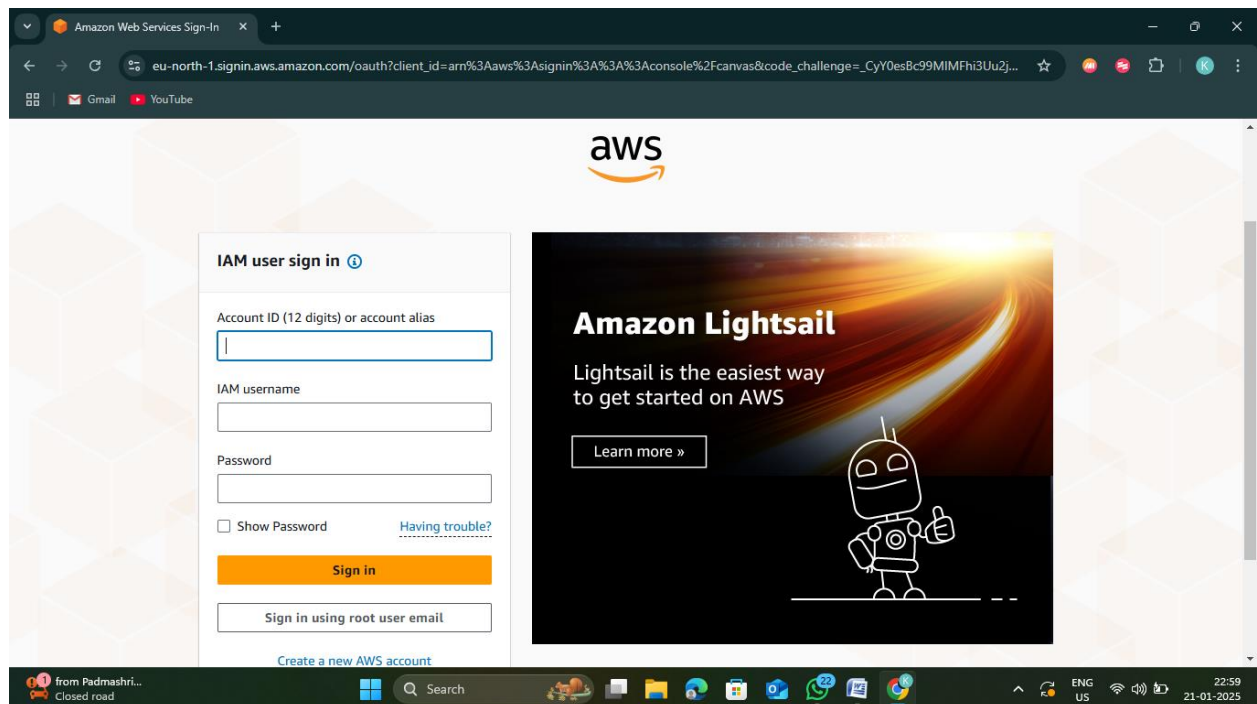 Amazon Web Services Sign-In
eu-north-1.signin.aws.amazon.com/oauth?client_id=arn%3Aaws%3Asignin%3A%3A%3Aconsole%2Fcanvas&code_challenge=_CyY0esBc99MIMFhi3Uu2j...
K
Gmail
YouTube
aws
IAM user sign in
Account ID (12 digits) or account alias
IAM username
Password
Show Password
Having trouble?
Sign in
Sign in using root user email
Create a new AWS account
Amazon Lightsail
Lightsail is the easiest way
to get started on AWS
Learn more »
1
from Padmashri...
Closed road
Search
22
K
ENG
US
22:59
21-01-2025